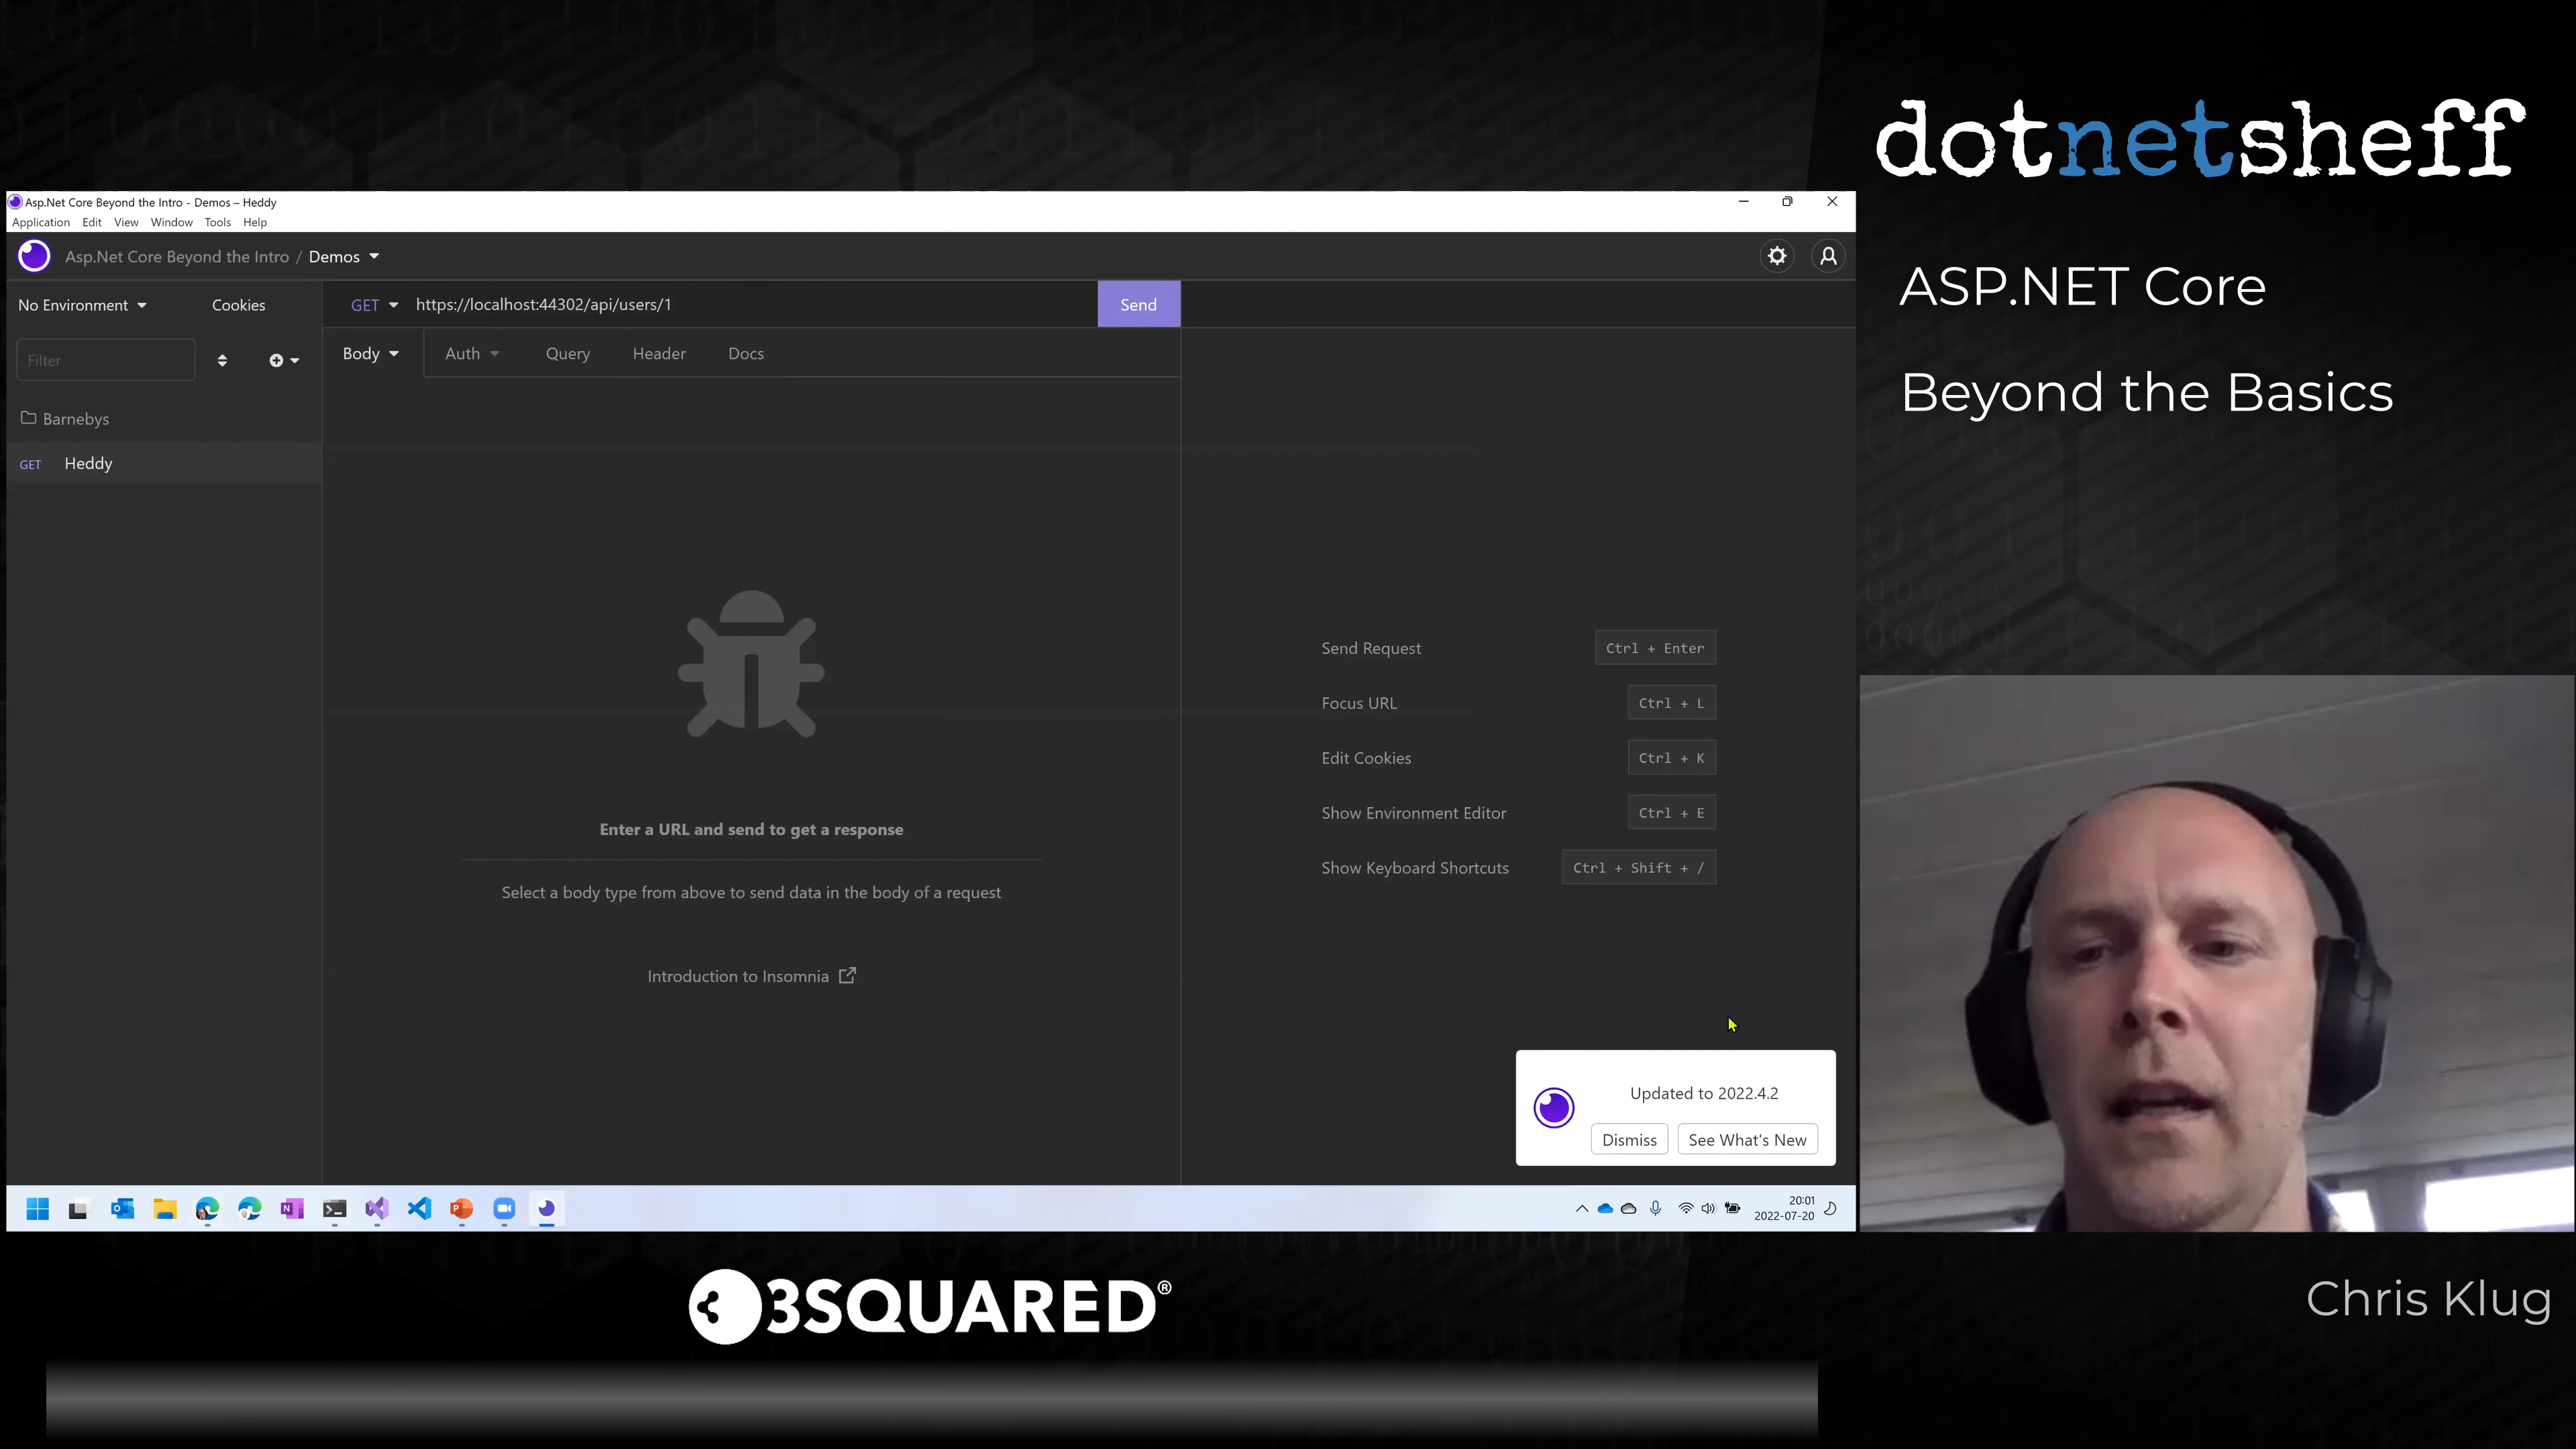 dotnetsheff
ASP.NET Core
Beyond the Basics
Asp.Net Core Beyond the Intro - Demos – Heddy
Application Edit View Window Tools Help
Asp.Net Core Beyond the Intro / Demos
No Environment Cookies
GET https://localhost:44302/api/users/1 Send
Filter
Body Auth Query Header Docs
Barnebys
GET Heddy
Enter a URL and send to get a response
Select a body type from above to send data in the body of a request
Introduction to Insomnia
Send Request Ctrl + Enter
Focus URL Ctrl + L
Edit Cookies Ctrl + K
Show Environment Editor Ctrl + E
Show Keyboard Shortcuts Ctrl + Shift + /
Updated to 2022.4.2
Dismiss See What's New
20:01
2022-07-20
3SQUARED®
Chris Klug